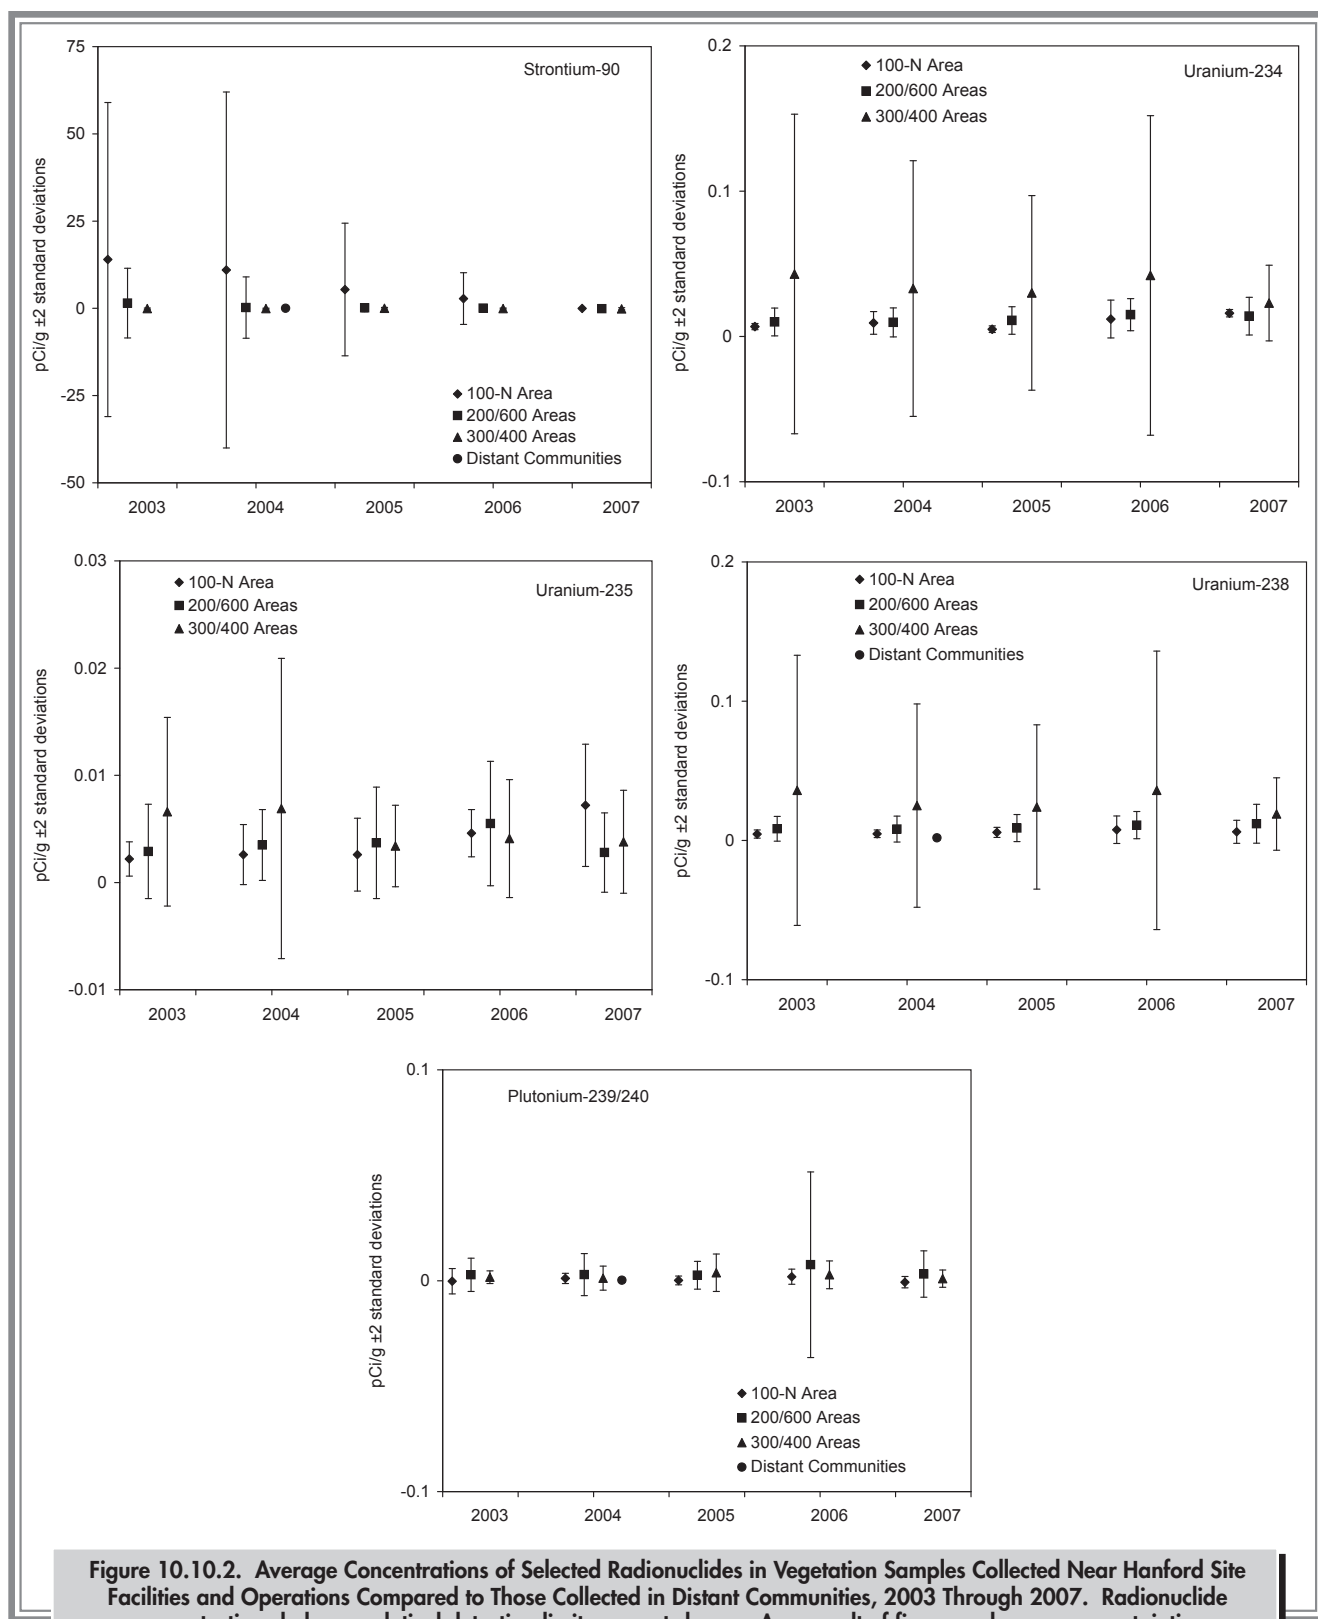 75
50
25
0
-25
-50
pCi/g ±2 standard deviations
Strontium-90
100-N Area
200/600 Areas
300/400 Areas
Distant Communities
2003 2004 2005 2006 2007
0.2
0.1
0
-0.1
pCi/g ±2 standard deviations
100-N Area
200/600 Areas
300/400 Areas
Uranium-234
2003 2004 2005 2006 2007
0.03
0.02
0.01
0
-0.01
pCi/g ±2 standard deviations
100-N Area
200/600 Areas
300/400 Areas
Uranium-235
2003 2004 2005 2006 2007
0.2
0.1
0
-0.1
pCi/g ±2 standard deviations
100-N Area
200/600 Areas
300/400 Areas
Distant Communities
Uranium-238
2003 2004 2005 2006 2007
0.1
0
-0.1
pCi/g ±2 standard deviations
Plutonium-239/240
100-N Area
200/600 Areas
300/400 Areas
Distant Communities
2003 2004 2005 2006 2007
Figure 10.10.2. Average Concentrations of Selected Radionuclides in Vegetation Samples Collected Near Hanford Site
Facilities and Operations Compared to Those Collected in Distant Communities, 2003 Through 2007. Radionuclide